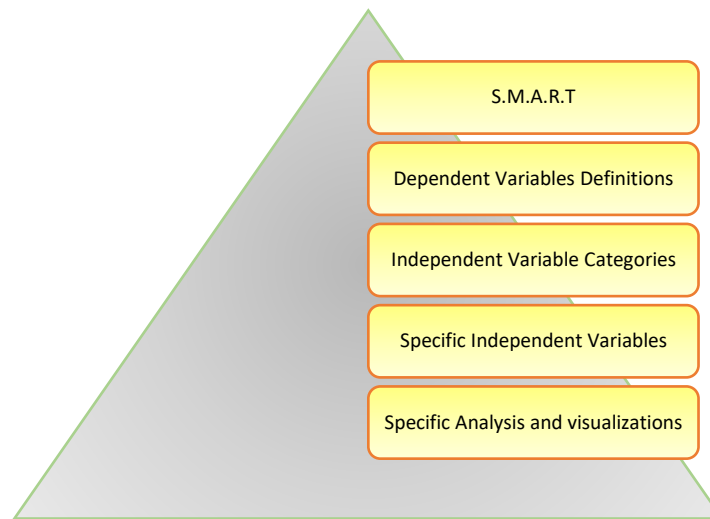 S.M.A.R.T
Dependent Variables Definitions
Independent Variable Categories
Specific Independent Variables
Specific Analysis and visualizations